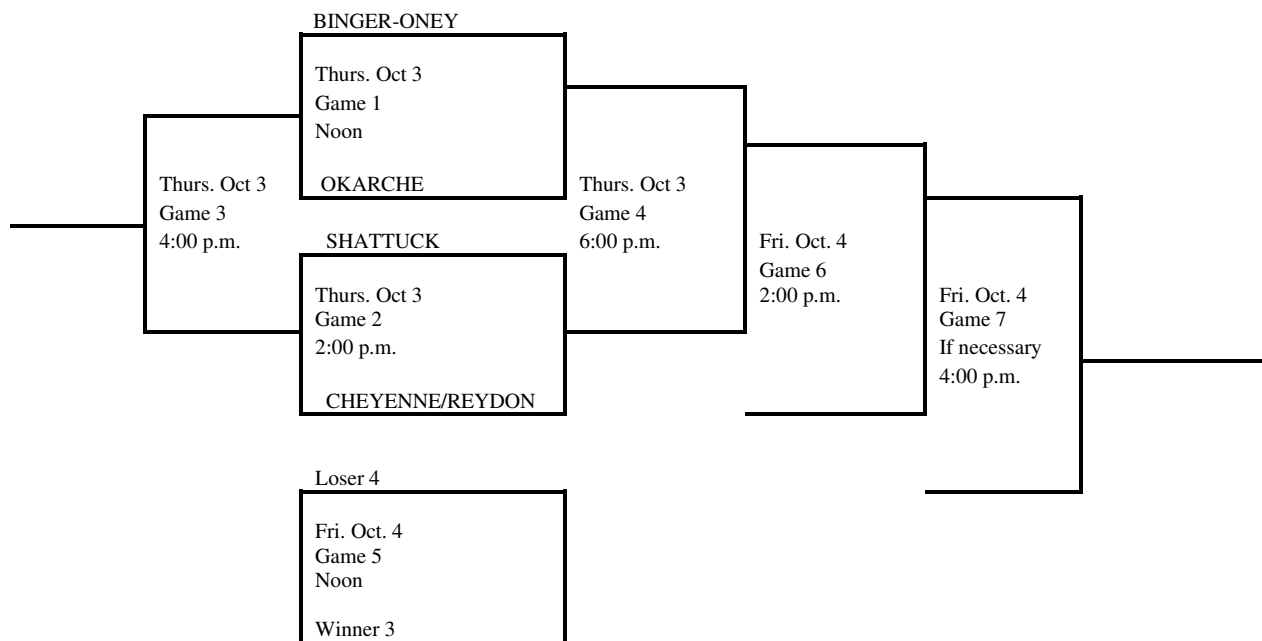 BINGER-ONEY
Thurs. Oct 3
Game 1
Noon
OKARCHE
Thurs. Oct 3
Game 3
4:00 p.m.
Thurs. Oct 3
Game 4
6:00 p.m.
SHATTUCK
Thurs. Oct 3
Game 2
2:00 p.m.
CHEYENNE/REYDON
Fri. Oct. 4
Game 6
2:00 p.m.
Fri. Oct. 4
Game 7
If necessary
4:00 p.m.
Loser 4
Fri. Oct. 4
Game 5
Noon
Winner 3